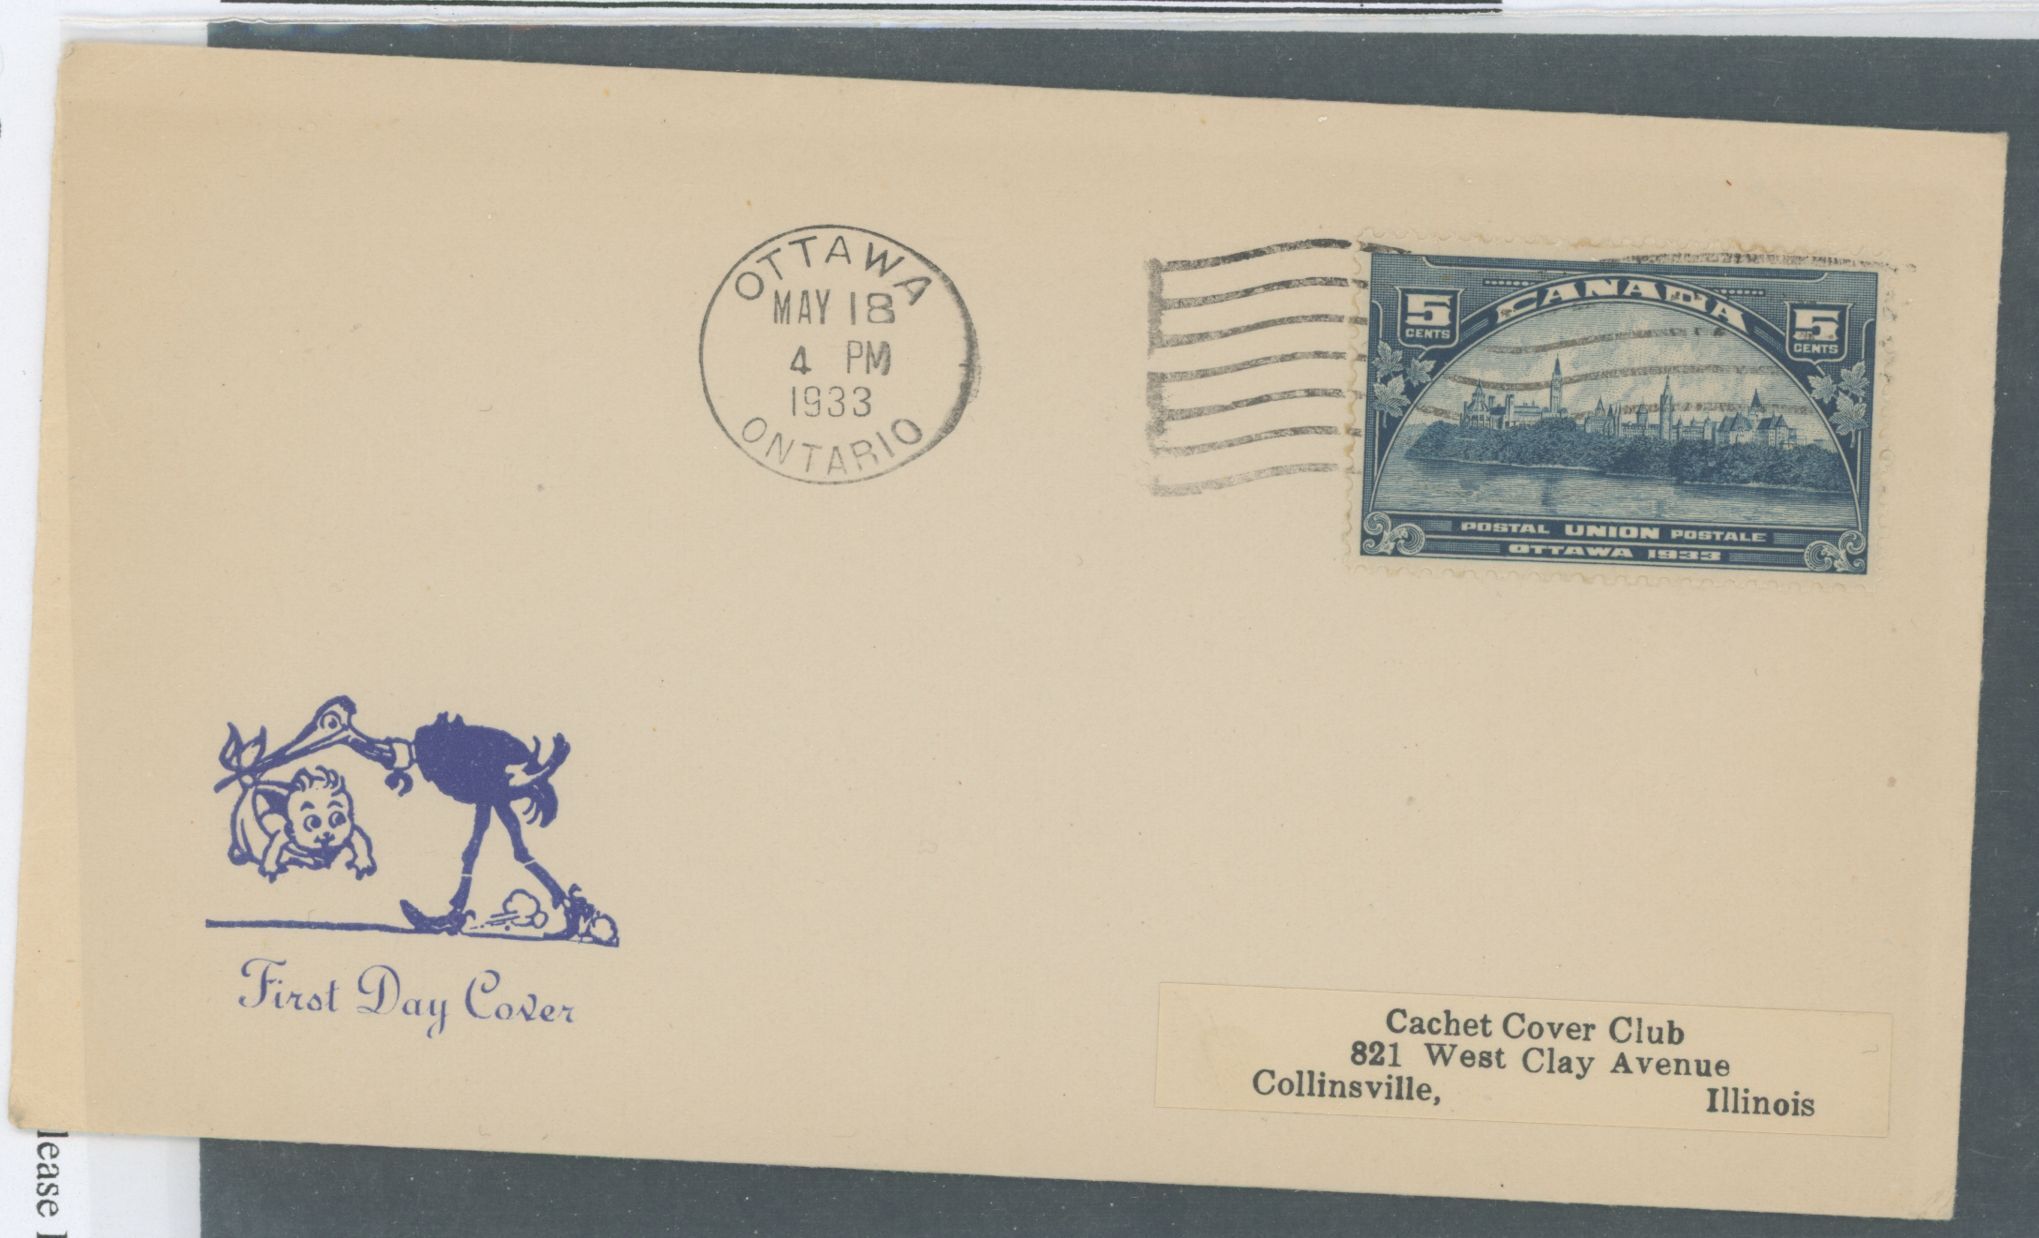 OTTAWA
MAY 18
4 PM
1933
ONTARIO
CANADA
5 CENTS
5 CENTS
POSTAL UNION POSTALE
OTTAWA 1933
First Day Cover
Cachet Cover Club
821 West Clay Avenue
Collinsville, Illinois
lease